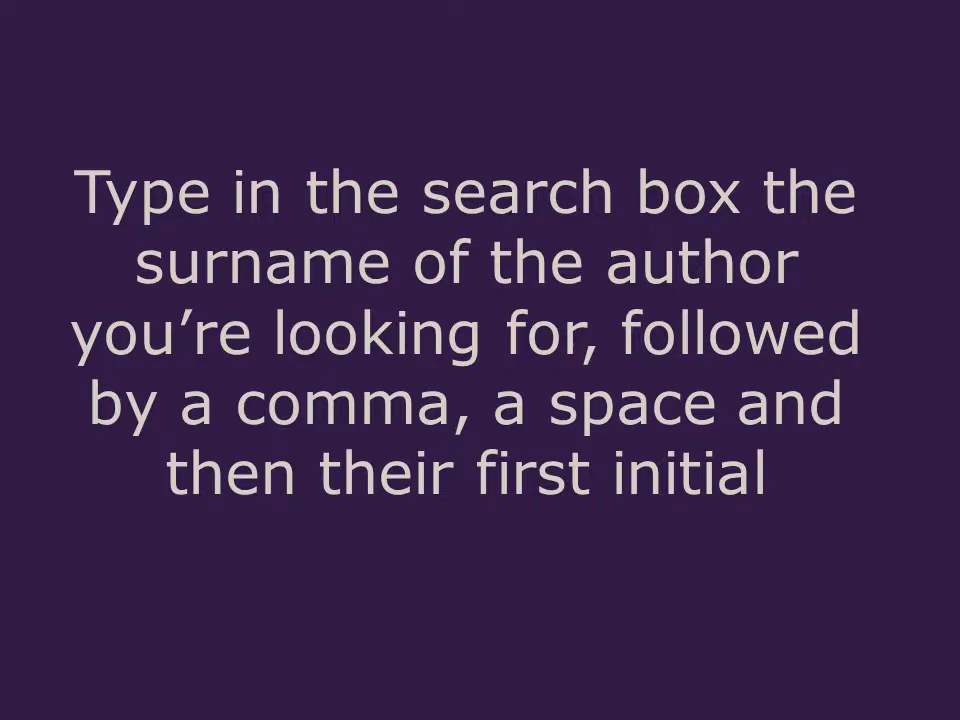 Type in the search box the
surname of the author
you’re looking for, followed
by a comma, a space and
then their first initial